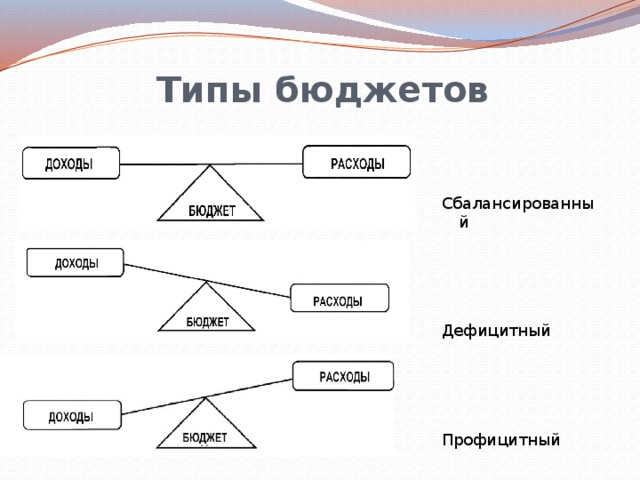 Типы бюджетов
ДОХОДЫ
РАСХОДЫ
БЮДЖЕТ
Сбалансированны
й
ДОХОДЫ
РАСХОДЫ
БЮДЖЕТ
Дефицитный
РАСХОДЫ
ДОХОДЫ
БЮДЖЕТ
Профицитный